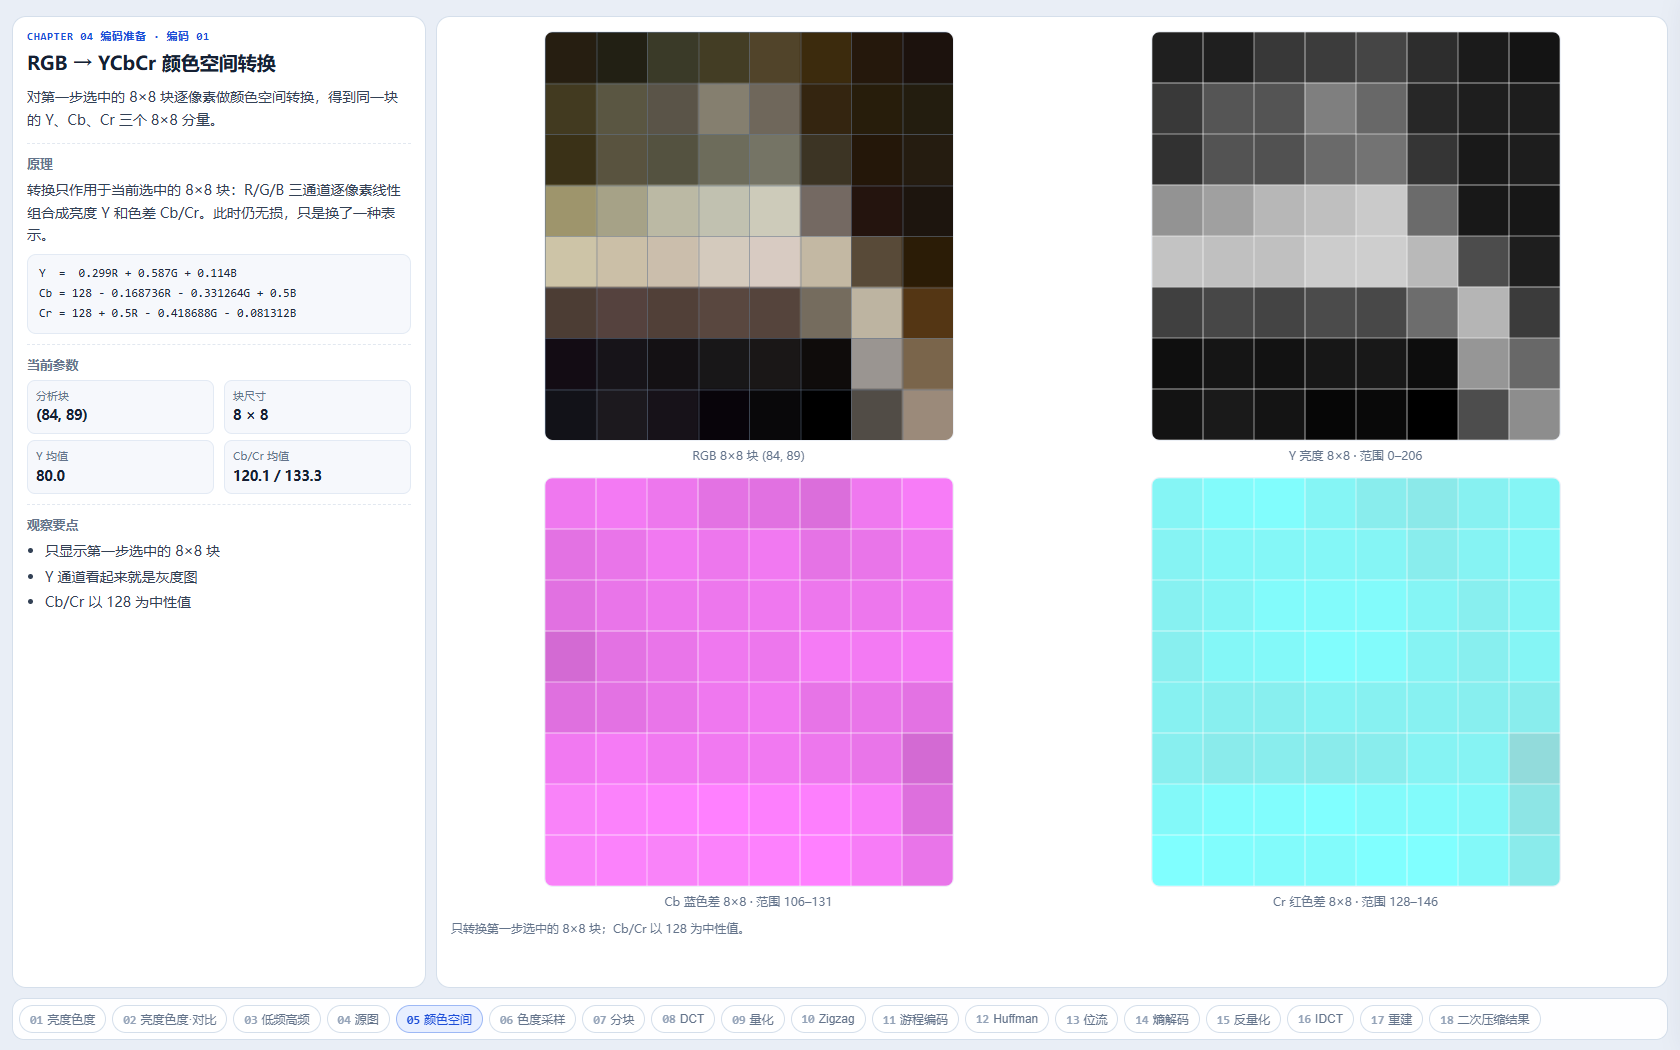 CHAPTER 04 编码准备 · 编码 01
RGB → YCbCr 颜色空间转换
对第一步选中的 8×8 块逐像素做颜色空间转换，得到同一块
的 Y、Cb、Cr 三个 8×8 分量。
原理
转换只作用于当前选中的 8×8 块：R/G/B 三通道逐像素线性
组合成亮度 Y 和色差 Cb/Cr。此时仍无损，只是换了一种表
示。
Y = 0.299R + 0.587G + 0.114B
Cb = 128 - 0.168736R - 0.331264G + 0.5B
Cr = 128 + 0.5R - 0.418688G - 0.081312B
当前参数
分析块
(84, 89)
块尺寸
8 × 8
Y 均值
80.0
Cb/Cr 均值
120.1 / 133.3
观察要点
• 只显示第一步选中的 8×8 块
• Y 通道看起来就是灰度图
• Cb/Cr 以 128 为中性值
RGB 8×8 块 (84, 89)
Y 亮度 8×8 · 范围 0–206
Cb 蓝色差 8×8 · 范围 106–131
Cr 红色差 8×8 · 范围 128–146
只转换第一步选中的 8×8 块；Cb/Cr 以 128 为中性值。
01 亮度色度
02 亮度色度·对比
03 低频高频
04 源图
05 颜色空间
06 色度采样
07 分块
08 DCT
09 量化
10 Zigzag
11 游程编码
12 Huffman
13 位流
14 熵解码
15 反量化
16 IDCT
17 重建
18 二次压缩结果